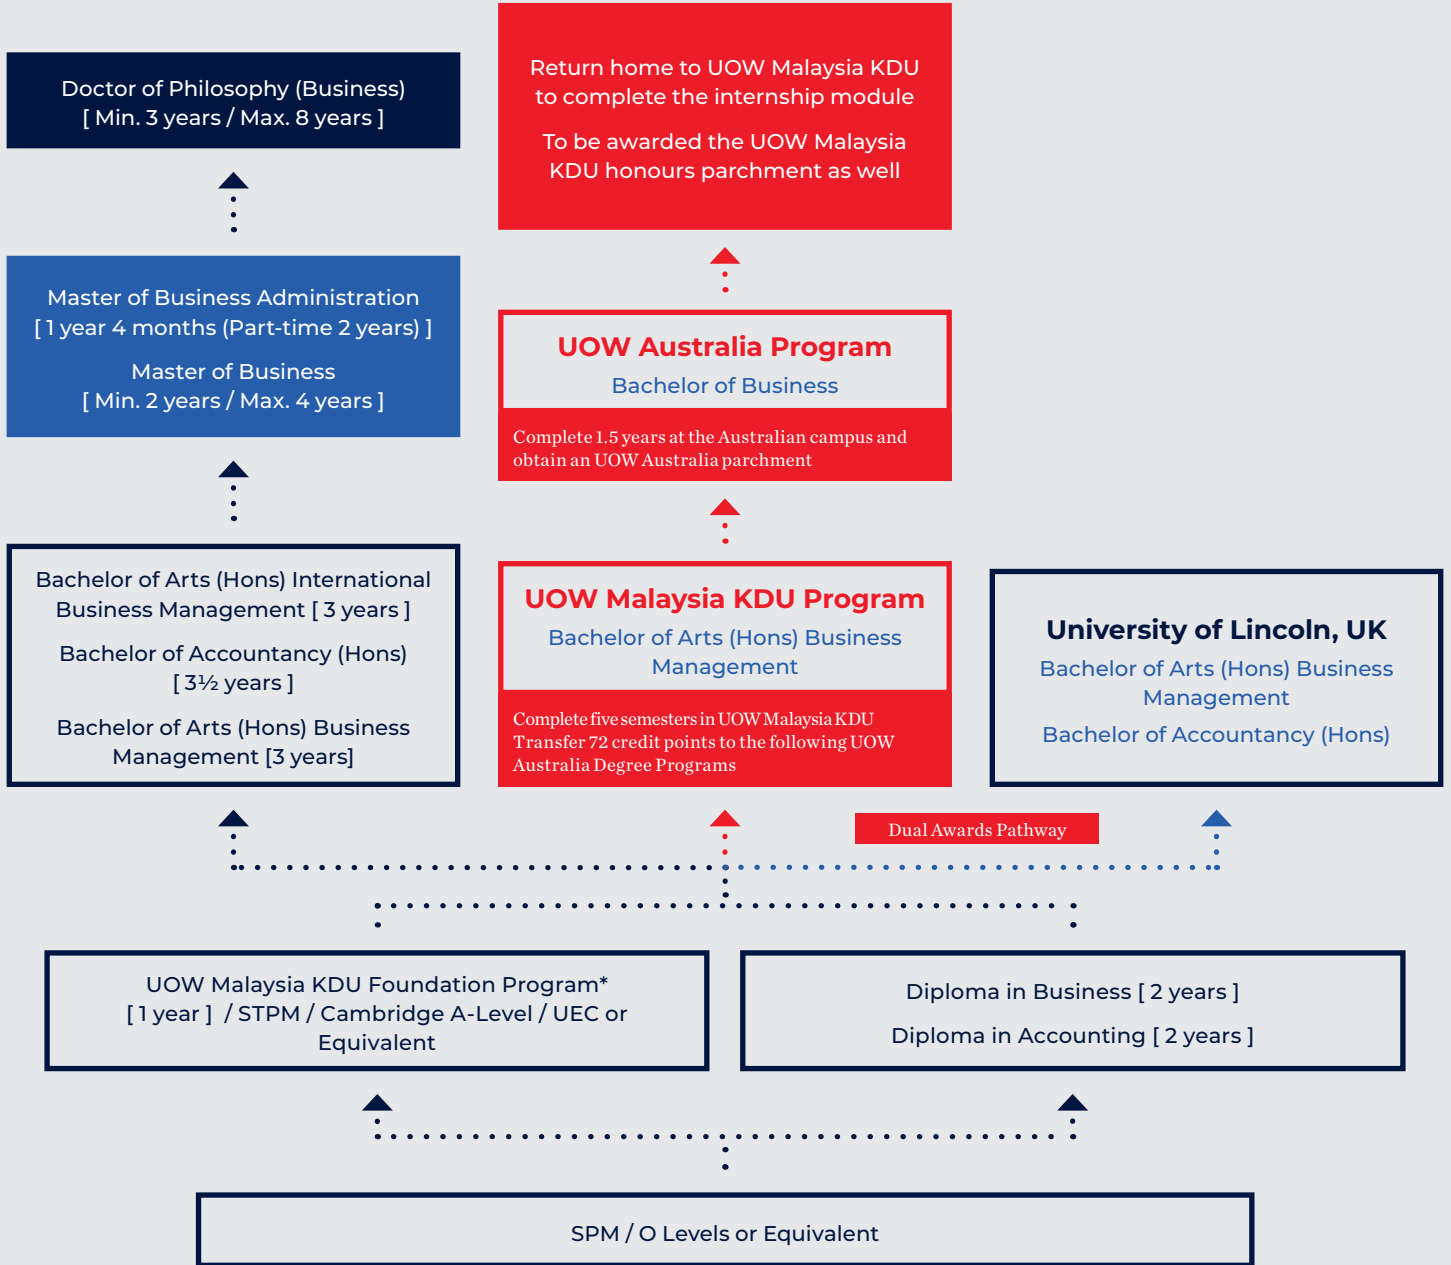 Doctor of Philosophy (Business)
[ Min. 3 years / Max. 8 years ]
Master of Business Administration
[ 1 year 4 months (Part-time 2 years) ]
Master of Business
[ Min. 2 years / Max. 4 years ]
Bachelor of Arts (Hons) International
Business Management [ 3 years ]
Bachelor of Accountancy (Hons)
[ 3½ years ]
Bachelor of Arts (Hons) Business
Management [3 years]
Return home to UOW Malaysia KDU
to complete the internship module
To be awarded the UOW Malaysia
KDU honours parchment as well
UOW Australia Program
Bachelor of Business
Complete 1.5 years at the Australian campus and
obtain an UOW Australia parchment
UOW Malaysia KDU Program
Bachelor of Arts (Hons) Business
Management
Complete five semesters in UOW Malaysia KDU
Transfer 72 credit points to the following UOW
Australia Degree Programs
University of Lincoln, UK
Bachelor of Arts (Hons) Business
Management
Bachelor of Accountancy (Hons)
Dual Awards Pathway
UOW Malaysia KDU Foundation Program*
[ 1 year ] / STPM / Cambridge A-Level / UEC or
Equivalent
Diploma in Business [ 2 years ]
Diploma in Accounting [ 2 years ]
SPM / O Levels or Equivalent